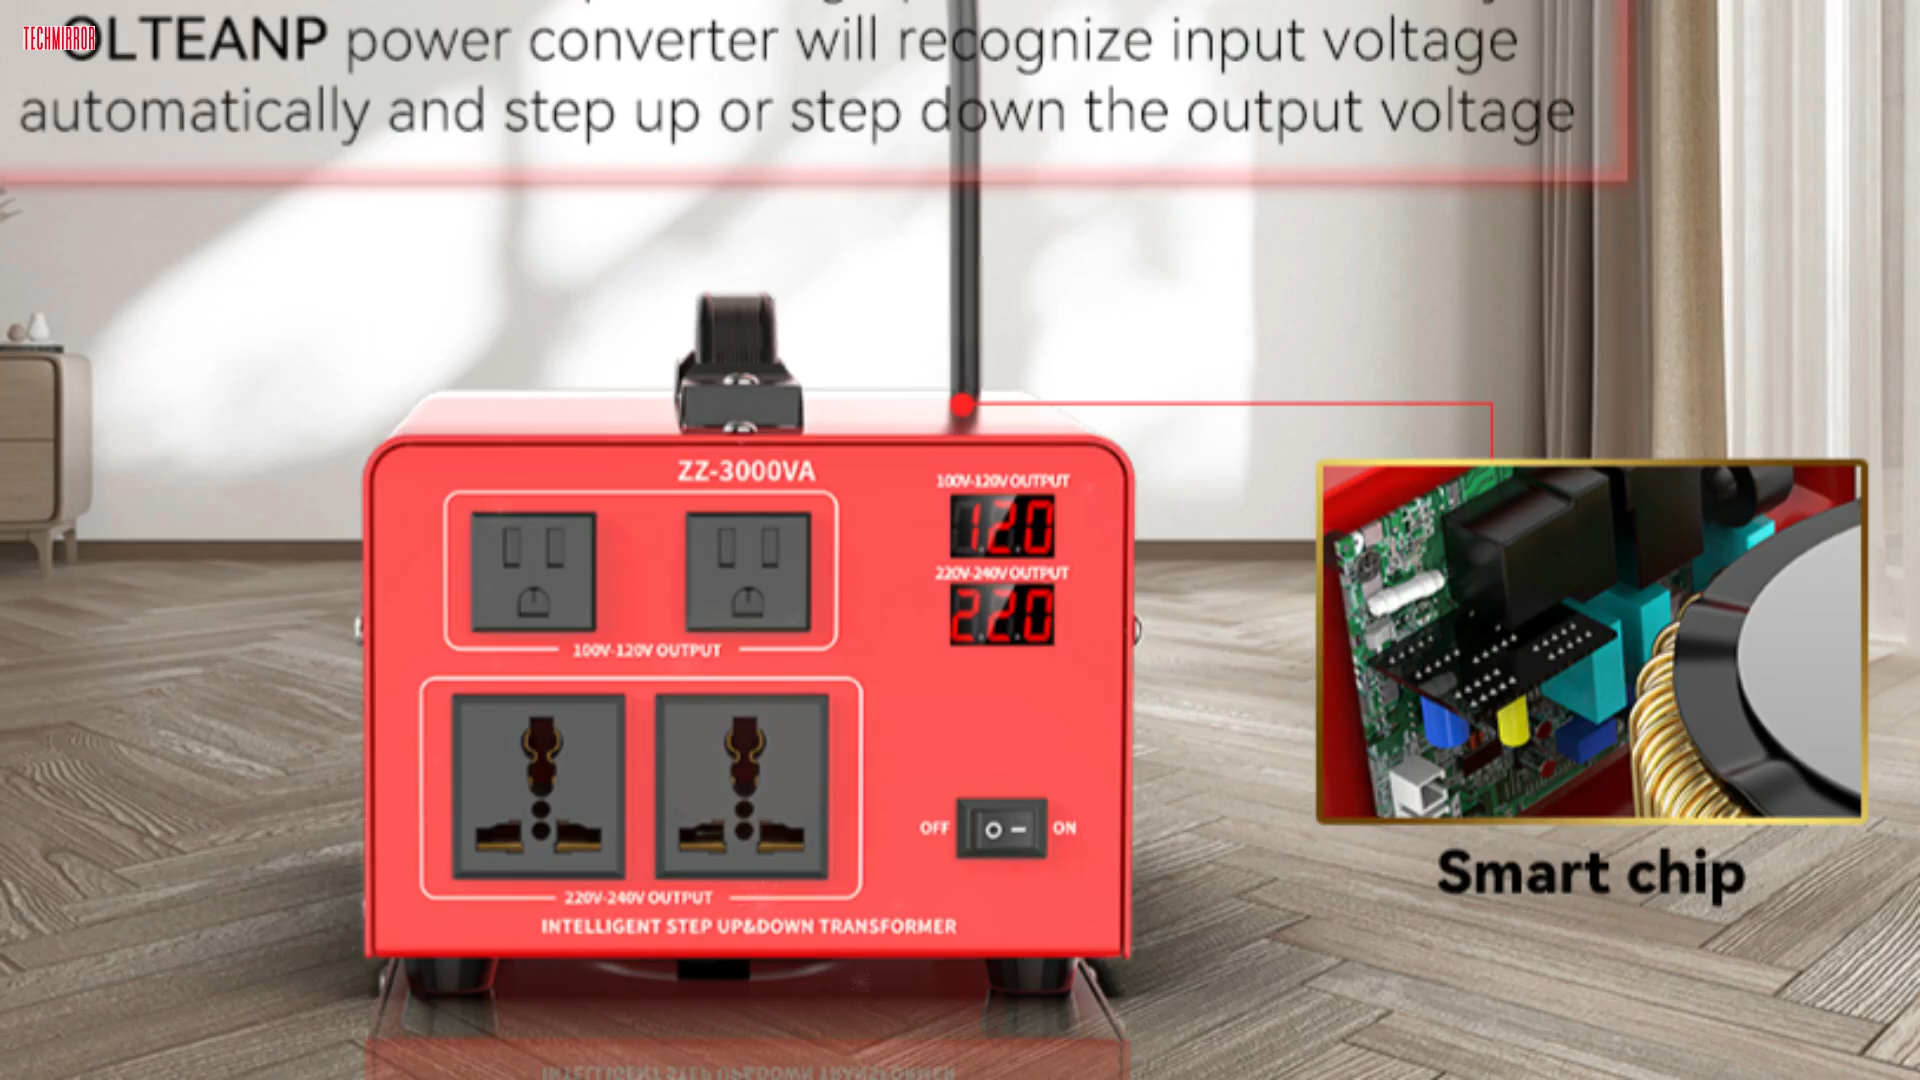 TECHMIRROR
OLTEANP power converter will recognize input voltage
automatically and step up or step down the output voltage
ZZ-3000VA
100V-120V OUTPUT
120
220V-240V OUTPUT
220
100V-120V OUTPUT
OFF
ON
220V-240V OUTPUT
INTELLIGENT STEP UP&DOWN TRANSFORMER
Smart chip